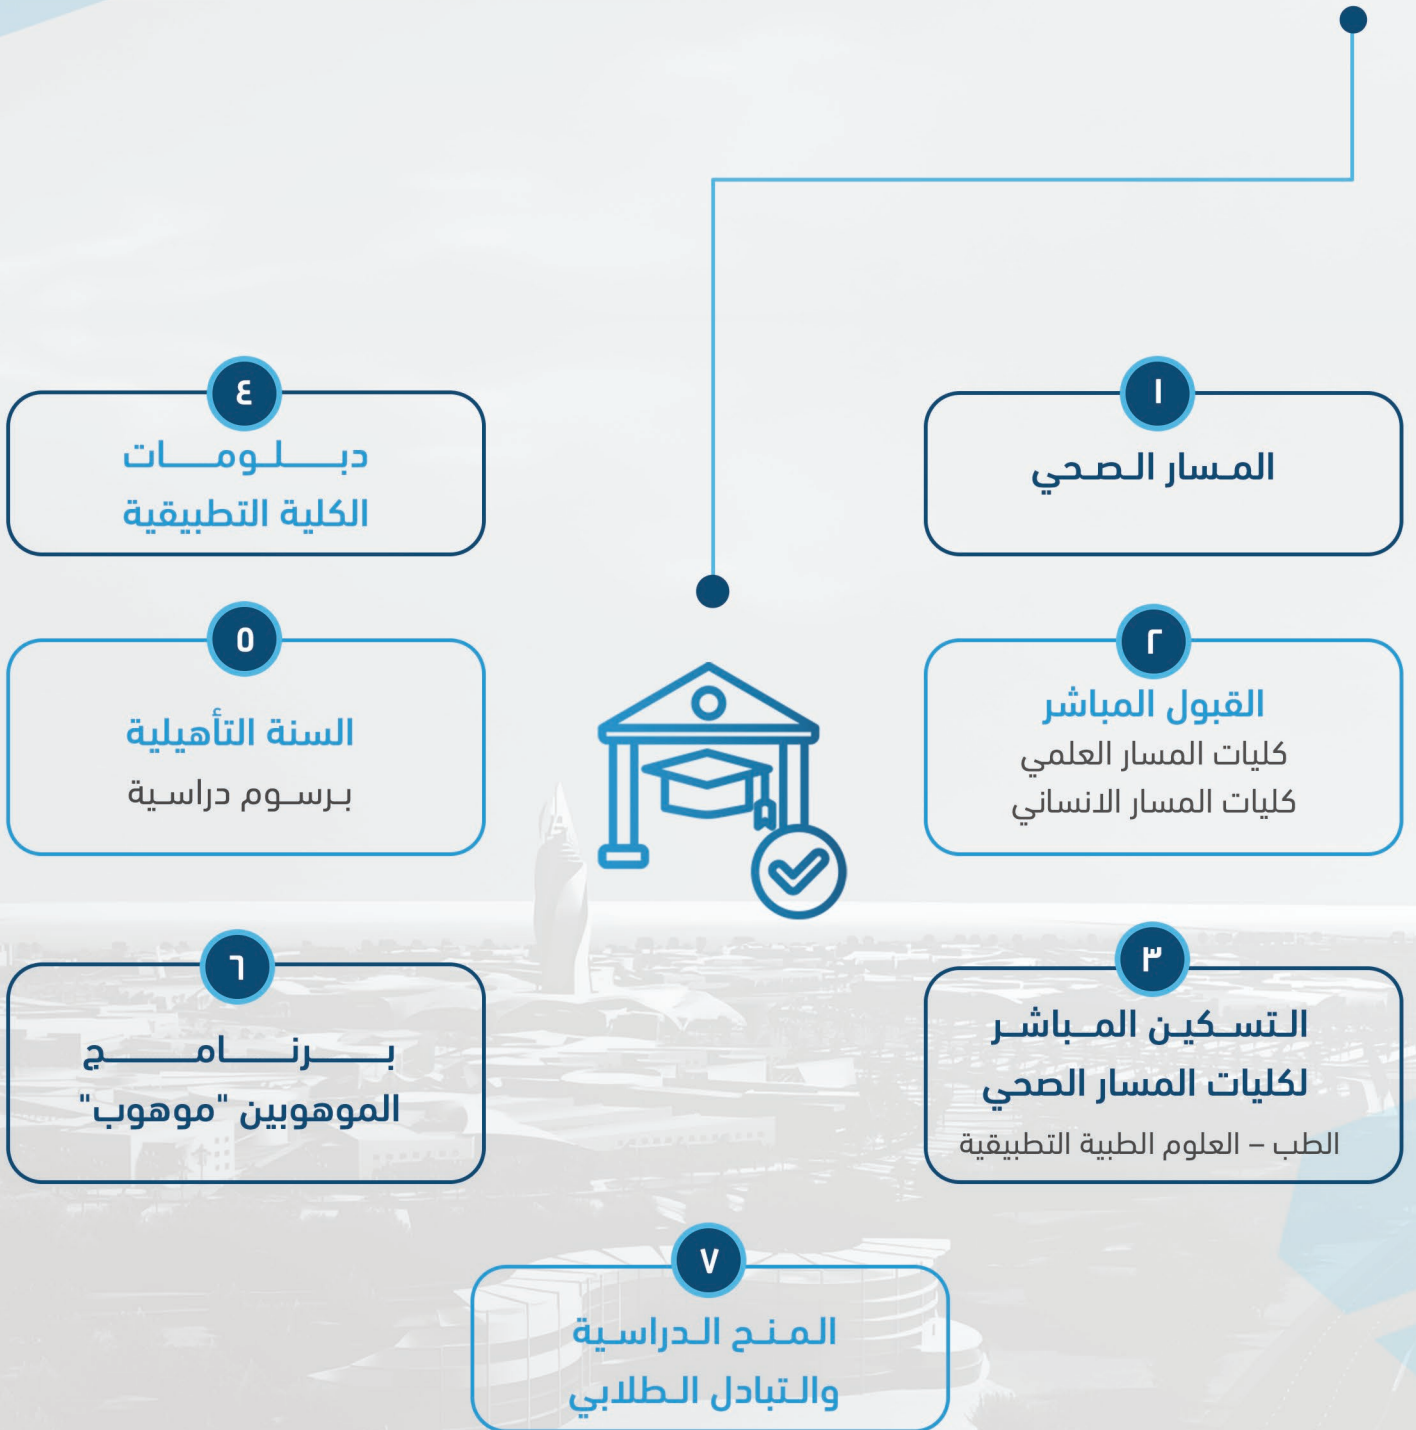 ١
المسار الصحي
٢
القبول المباشر
كليات المسار العلمي
كليات المسار الانساني
٣
التسكين المباشر
لكليات المسار الصحي
الطب – العلوم الطبية التطبيقية
٤
دبلومات
الكلية التطبيقية
٥
السنة التأهيلية
برسوم دراسية
٦
برنامج
الموهوبين "موهوب"
٧
المنح الدراسية
والتبادل الطلابي